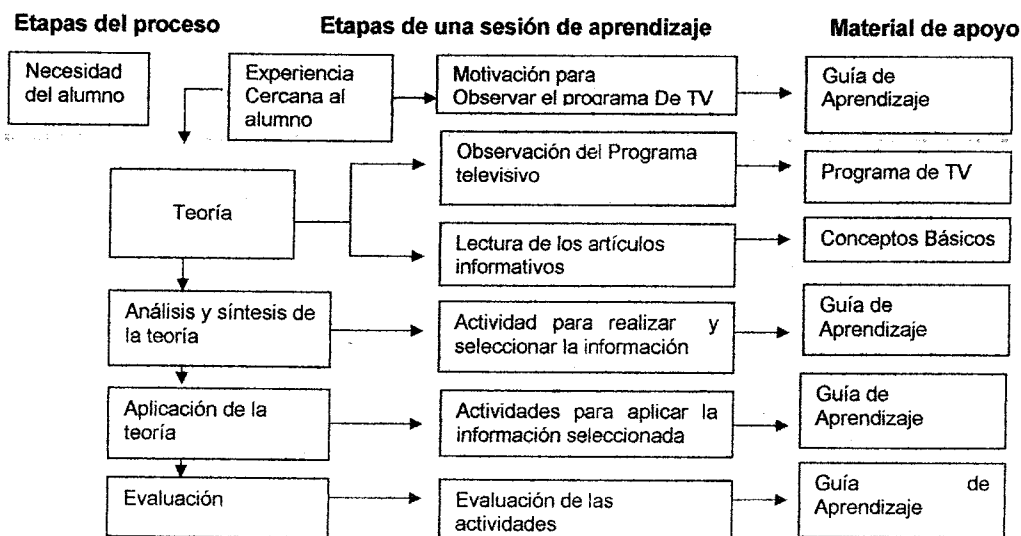 Etapas del proceso
Etapas de una sesión de aprendizaje
Material de apoyo
Necesidad
del alumno
Experiencia
Cercana al
alumno
Motivación para
Observar el programa De TV
Guía de
Aprendizaje
Teoría
Observación del Programa
televisivo
Programa de TV
Lectura de los artículos
informativos
Conceptos Básicos
Análisis y síntesis de
la teoría
Actividad para realizar y
seleccionar la información
Guía de
Aprendizaje
Aplicación de la
teoría
Actividades para aplicar la
información seleccionada
Guía de
Aprendizaje
Evaluación
Evaluación de las
actividades
Guía de
Aprendizaje